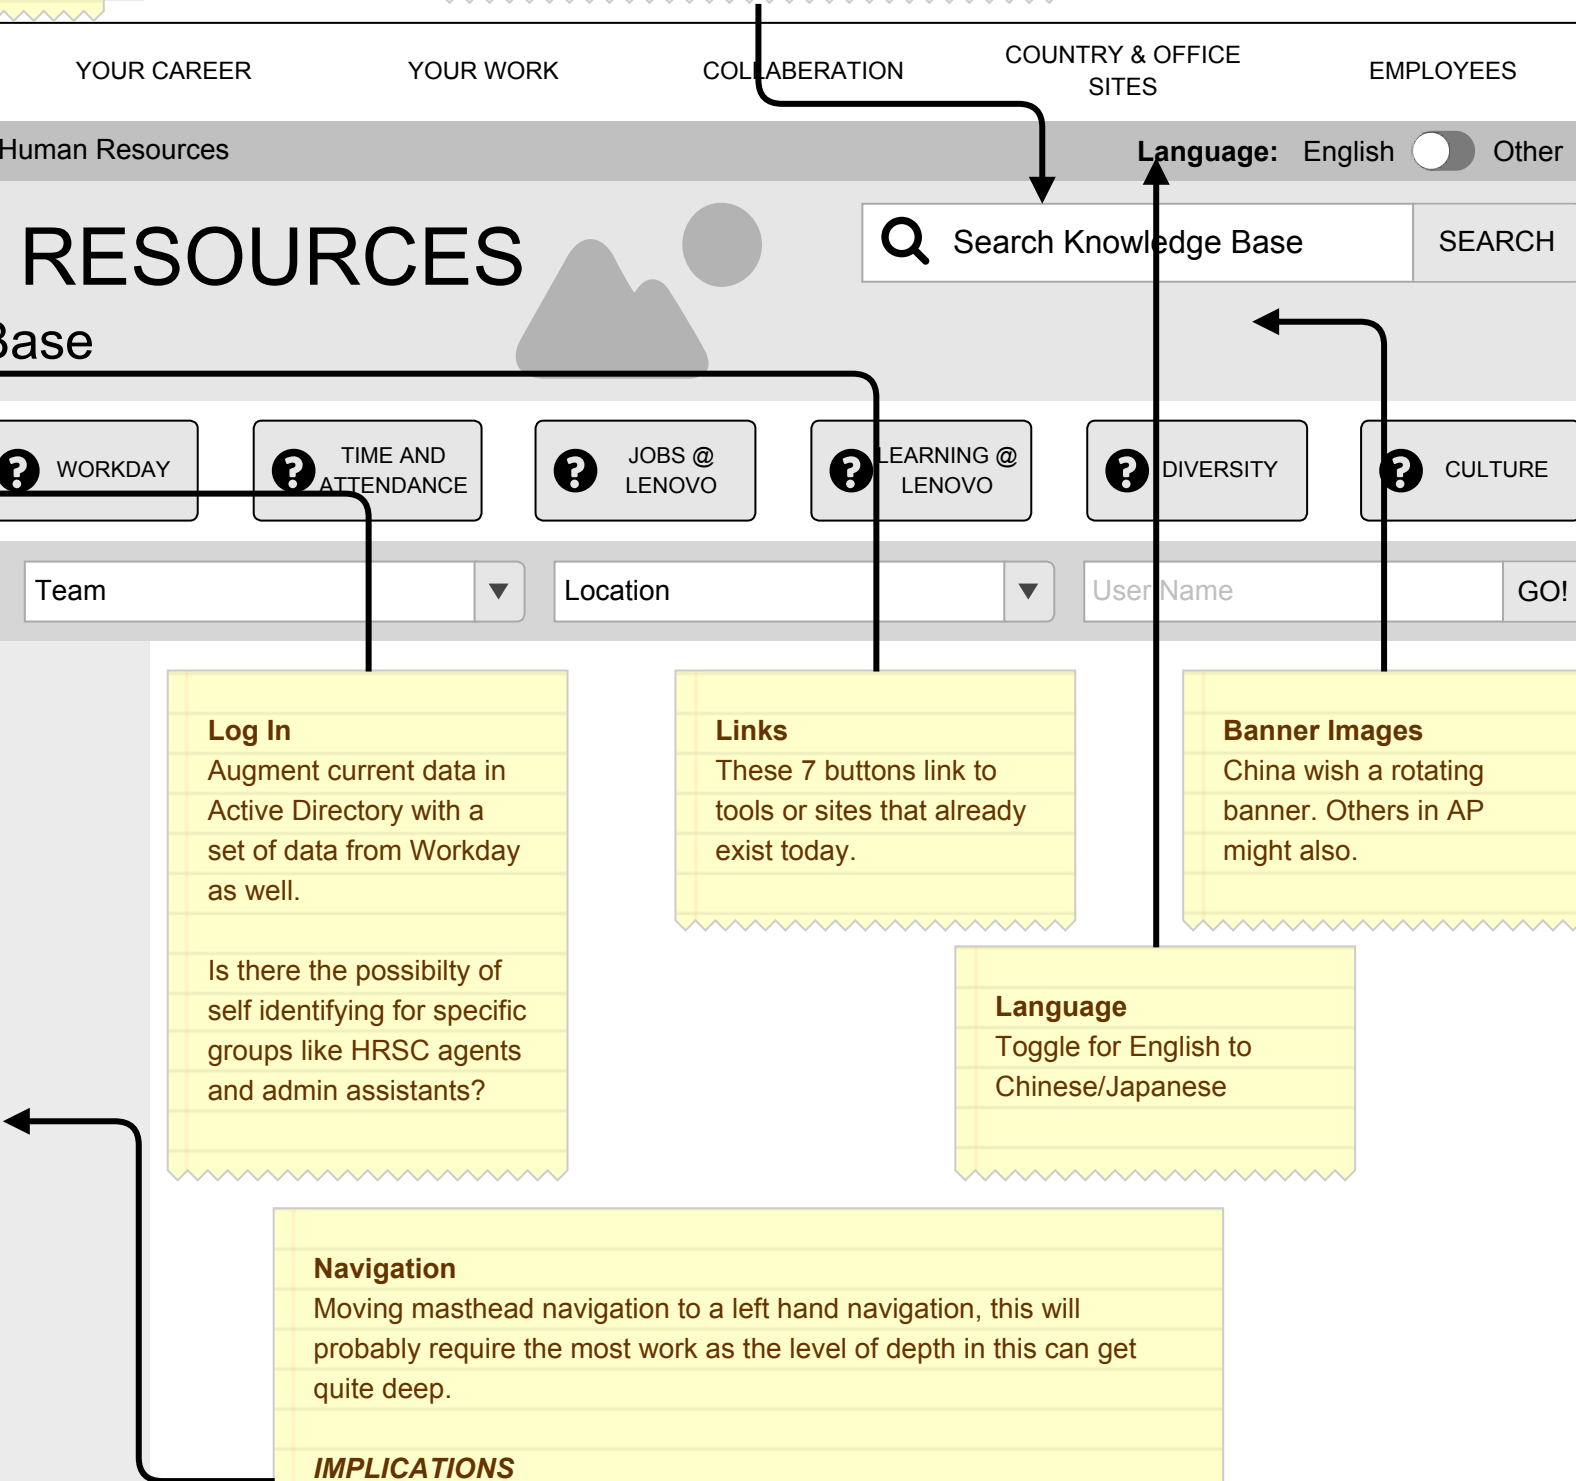 YOUR CAREER
YOUR WORK
COLLABERATION
COUNTRY & OFFICE
SITES
EMPLOYEES
Human Resources
Language: English Other
RESOURCES
Search Knowledge Base
SEARCH
Base
WORKDAY
TIME AND
ATTENDANCE
JOBS @
LENOVO
LEARNING @
LENOVO
DIVERSITY
CULTURE
Team
Location
User Name
GO!
Log In
Augment current data in
Active Directory with a
set of data from Workday
as well.
Is there the possibilty of
self identifying for specific
groups like HRSC agents
and admin assistants?
Links
These 7 buttons link to
tools or sites that already
exist today.
Banner Images
China wish a rotating
banner. Others in AP
might also.
Language
Toggle for English to
Chinese/Japanese
Navigation
Moving masthead navigation to a left hand navigation, this will
probably require the most work as the level of depth in this can get
quite deep.
IMPLICATIONS